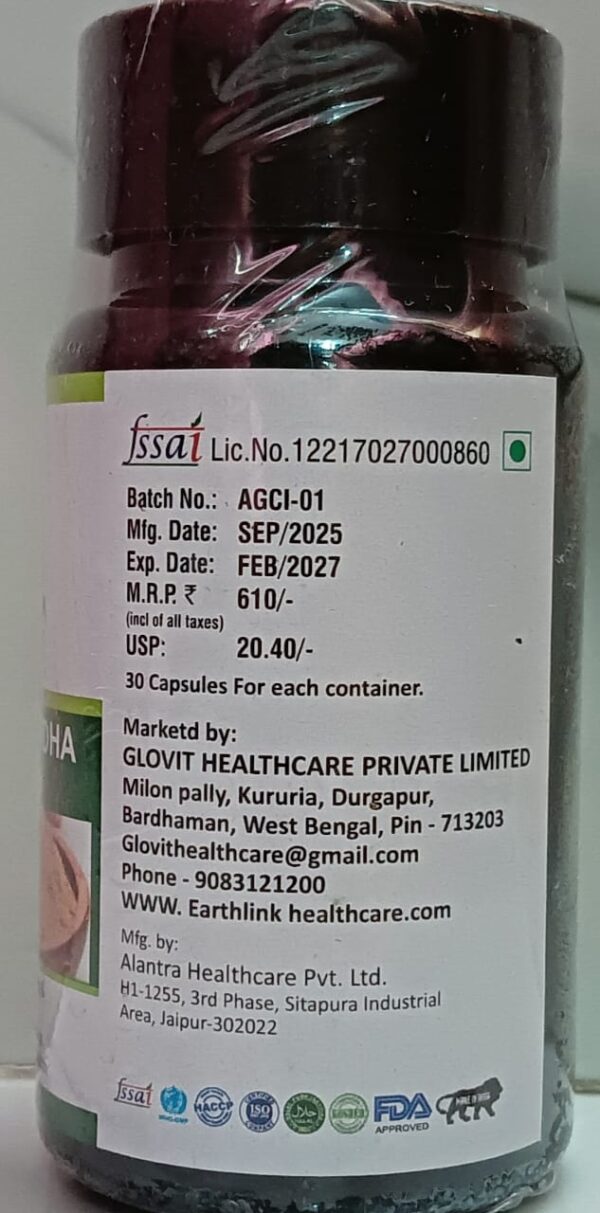 fssai Lic.No.12217027000860
Batch No.: AGCI-01
Mfg. Date: SEP/2025
Exp. Date: FEB/2027
M.R.P. ₹ 610/-
(incl of all taxes)
USP: 20.40/-
30 Capsules For each container.
DHA
Marketd by:
GLOVIT HEALTHCARE PRIVATE LIMITED
Milon pally, Kururia, Durgapur,
Bardhaman, West Bengal, Pin - 713203
Glovithealthcare@gmail.com
Phone - 9083121200
WWW. Earthlink healthcare.com
Mfg. by:
Alantra Healthcare Pvt. Ltd.
H1-1255, 3rd Phase, Sitapura Industrial
Area, Jaipur-302022
fssai HACCP ISO FDA
APPROVED